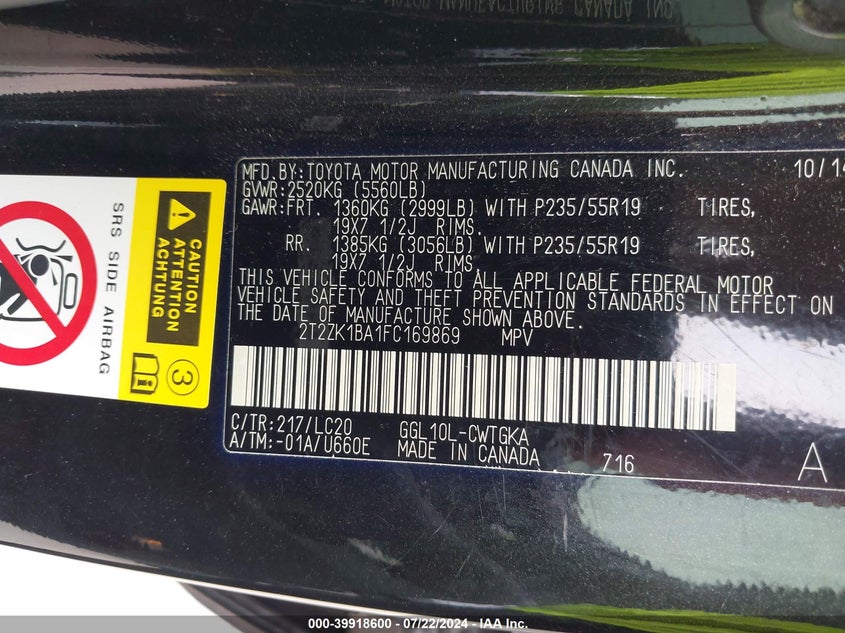 MFD.BY:TOYOTA MOTOR MANUFACTURING CANADA INC. 10/14
GVWR:2520KG (5560LB)
GAWR:FRT. 1360KG (2999LB) WITH P235/55R19 TIRES,
19X7 1/2J RIMS.
RR. 1385KG (3056LB) WITH P235/55R19 TIRES,
19X7 1/2J RIMS.
THIS VEHICLE CONFORMS TO ALL APPLICABLE FEDERAL MOTOR
VEHICLE SAFETY AND THEFT PREVENTION STANDARDS IN EFFECT ON
THE DATE OF MANUFACTURE SHOWN ABOVE.
2T2ZK1BA1FC169869 MPV
C/TR:217/LC20 GGL10L-CWTGKA
A/TM:-01A/U660E MADE IN CANADA 716 A
CAUTION
ATTENTION
ACHTUNG
3
SRS SIDE AIRBAG
000-39918600 - 07/22/2024 - IAA Inc.